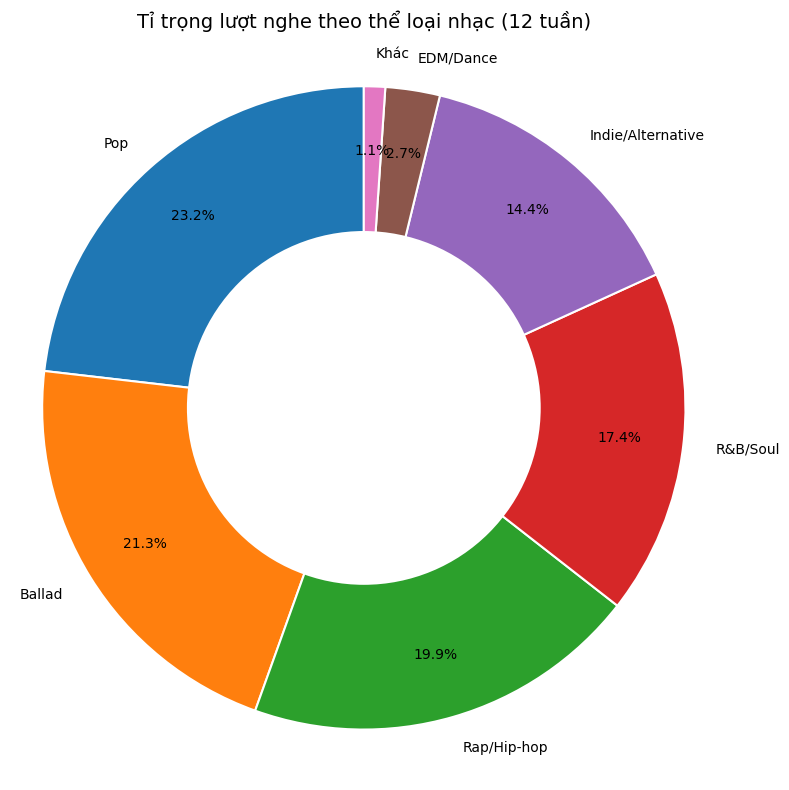 Tỉ trọng lượt nghe theo thể loại nhạc (12 tuần)
Khác
EDM/Dance
Indie/Alternative
Pop
1.1%
2.7%
14.4%
23.2%
17.4%
R&B/Soul
21.3%
Ballad
19.9%
Rap/Hip-hop